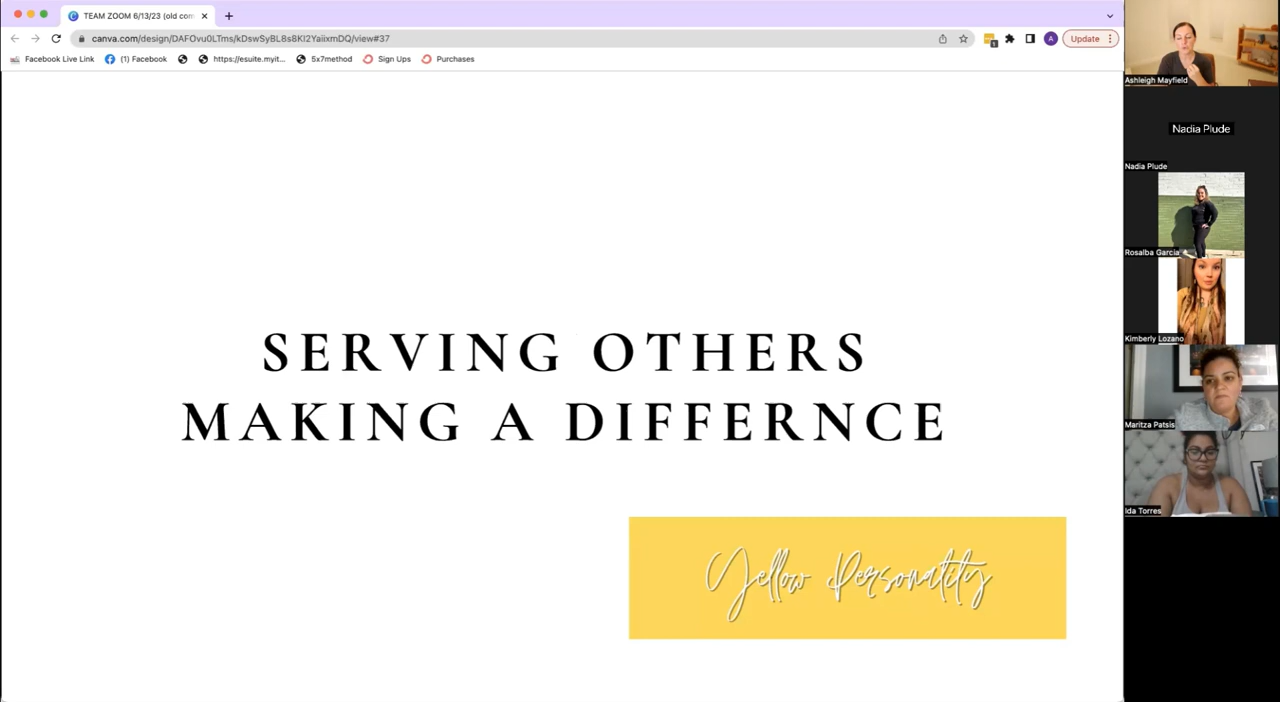 TEAM ZOOM 6/13/23 (old com
canva.com/design/DAFOvu0LTms/kDswSyBL8s8KI2YaiixmDQ/view#37
1
A
Update
Facebook Live Link
(1) Facebook
https://esuite.myit...
5x7method
Sign Ups
Purchases
SERVING OTHERS
MAKING A DIFFERNCE
Yellow Personality
Ashleigh Mayfield
Nadia Plude
Nadia Plude
Rosalba Garcia
Kimberly Lozano
Maritza Patsis
Ida Torres